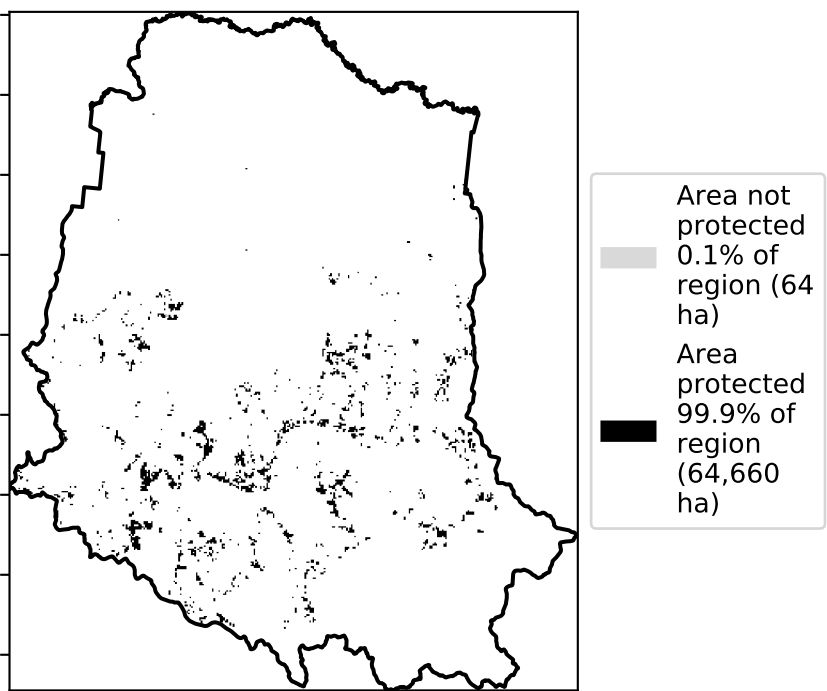 Area not
protected
0.1% of
region (64
ha)
Area
protected
99.9% of
region
(64,660
ha)